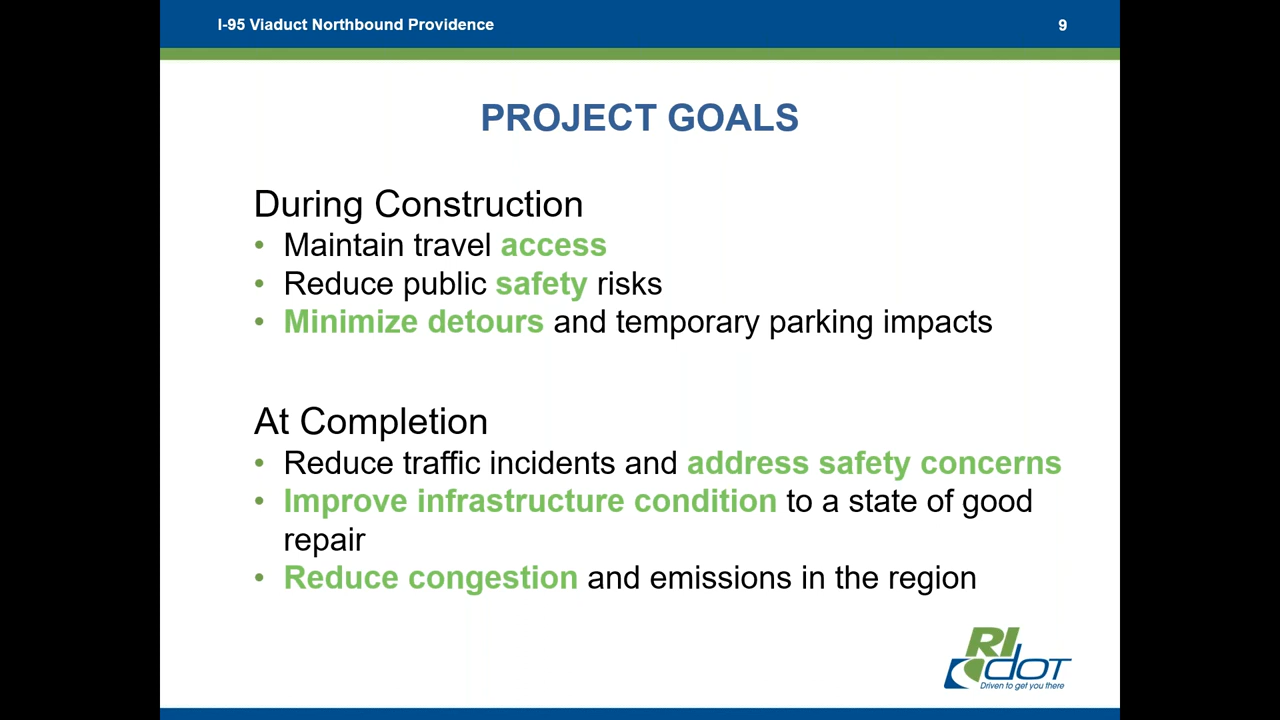 I-95 Viaduct Northbound Providence
9
PROJECT GOALS
During Construction
• Maintain travel access
• Reduce public safety risks
• Minimize detours and temporary parking impacts
At Completion
• Reduce traffic incidents and address safety concerns
• Improve infrastructure condition to a state of good
repair
• Reduce congestion and emissions in the region
RI
DOT
Driven to get you there